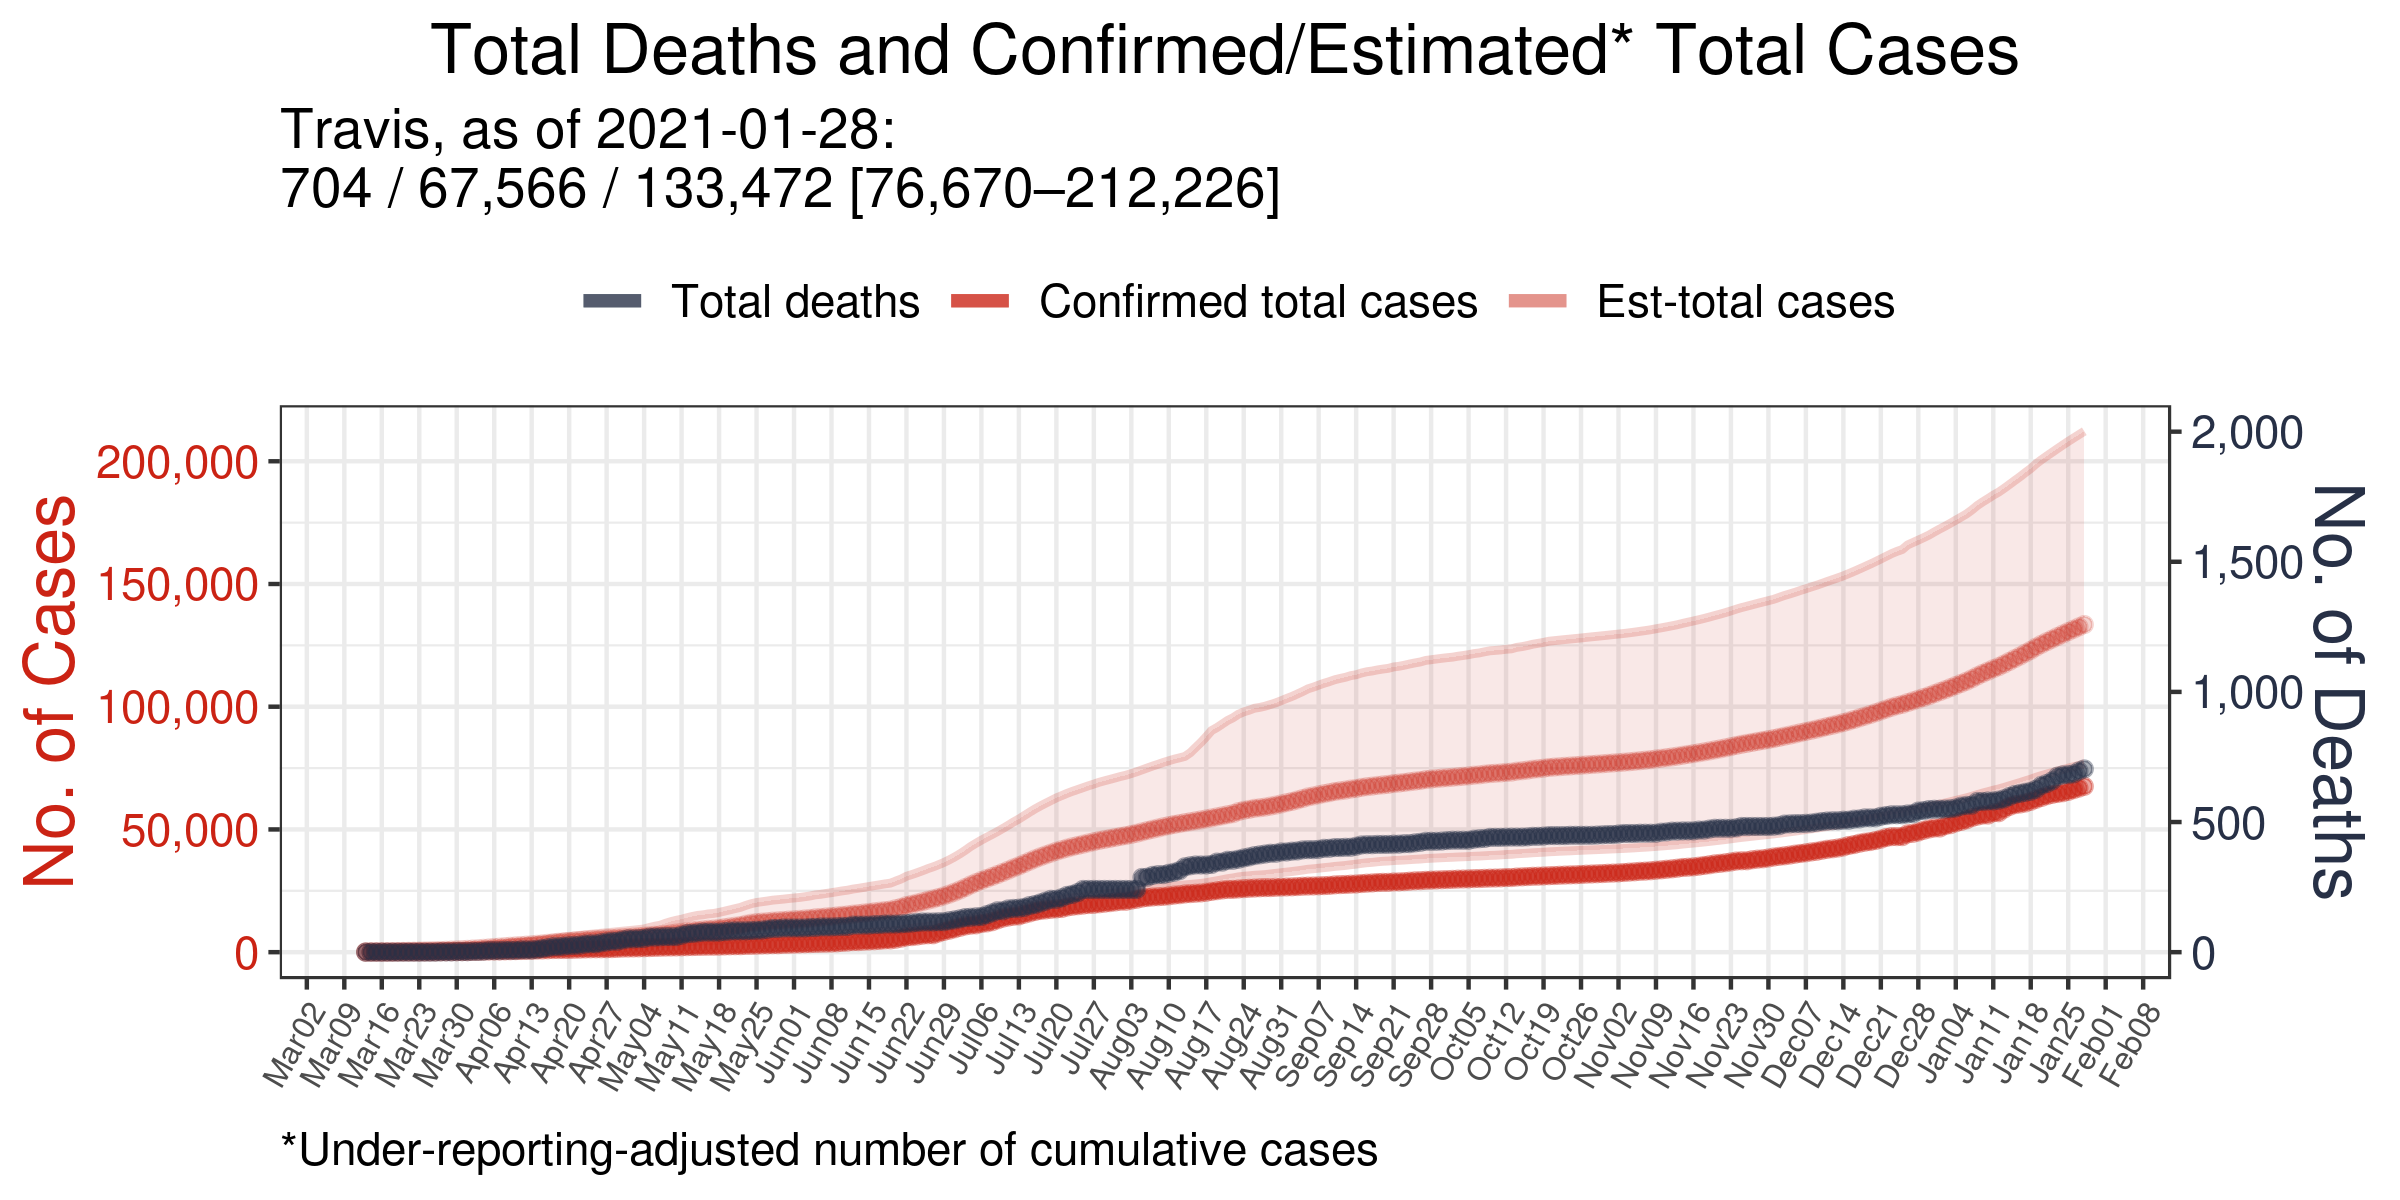 Total Deaths and Confirmed/Estimated* Total Cases
Travis, as of 2021-01-28:
704 / 67,566 / 133,472 [76,670–212,226]
Total deaths Confirmed total cases Est-total cases
No. of Cases
200,000
150,000
100,000
50,000
0
2,000
1,500
1,000
500
0
No. of Deaths
Mar02 Mar09 Mar16 Mar23 Mar30 Apr06 Apr13 Apr20 Apr27 May04 May11 May18 May25 Jun01 Jun08 Jun15 Jun22 Jun29 Jul06 Jul13 Jul20 Jul27 Aug03 Aug10 Aug17 Aug24 Aug31 Sep07 Sep14 Sep21 Sep28 Oct05 Oct12 Oct19 Oct26 Nov02 Nov09 Nov16 Nov23 Nov30 Dec07 Dec14 Dec21 Dec28 Jan04 Jan11 Jan18 Jan25 Feb01 Feb08
*Under-reporting-adjusted number of cumulative cases